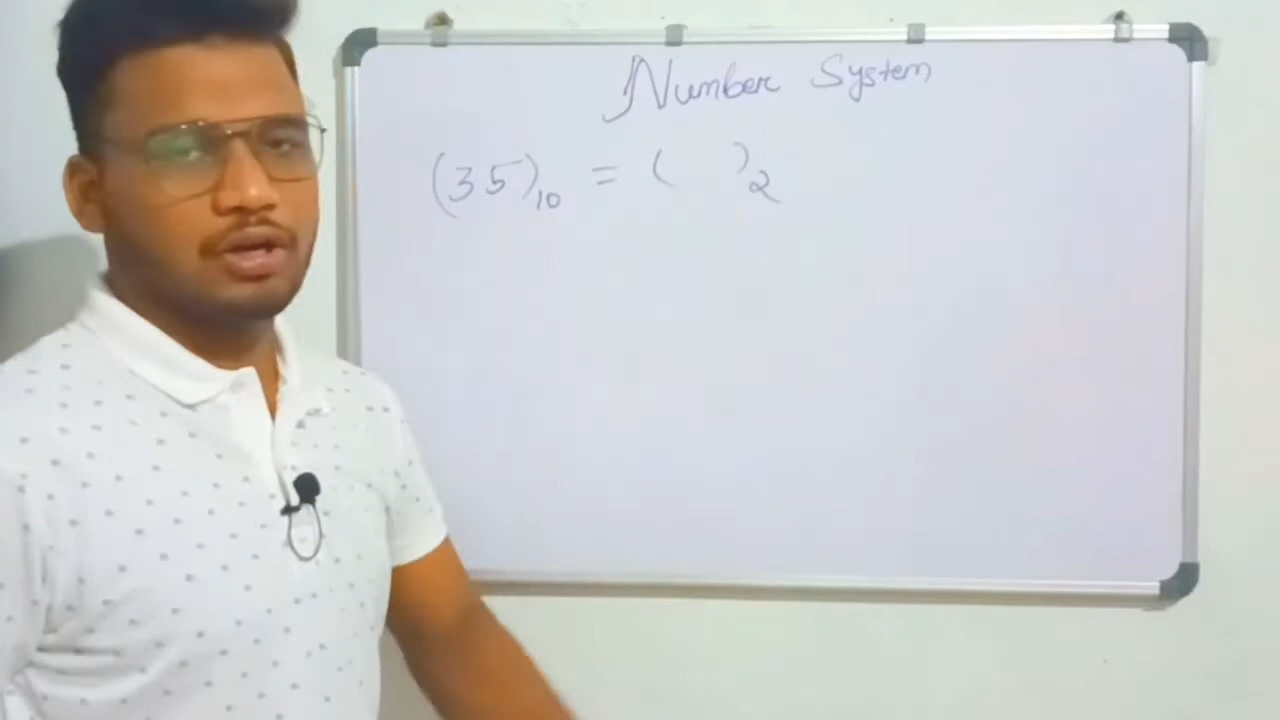 Number System
(35)₁₀ = ( )₂